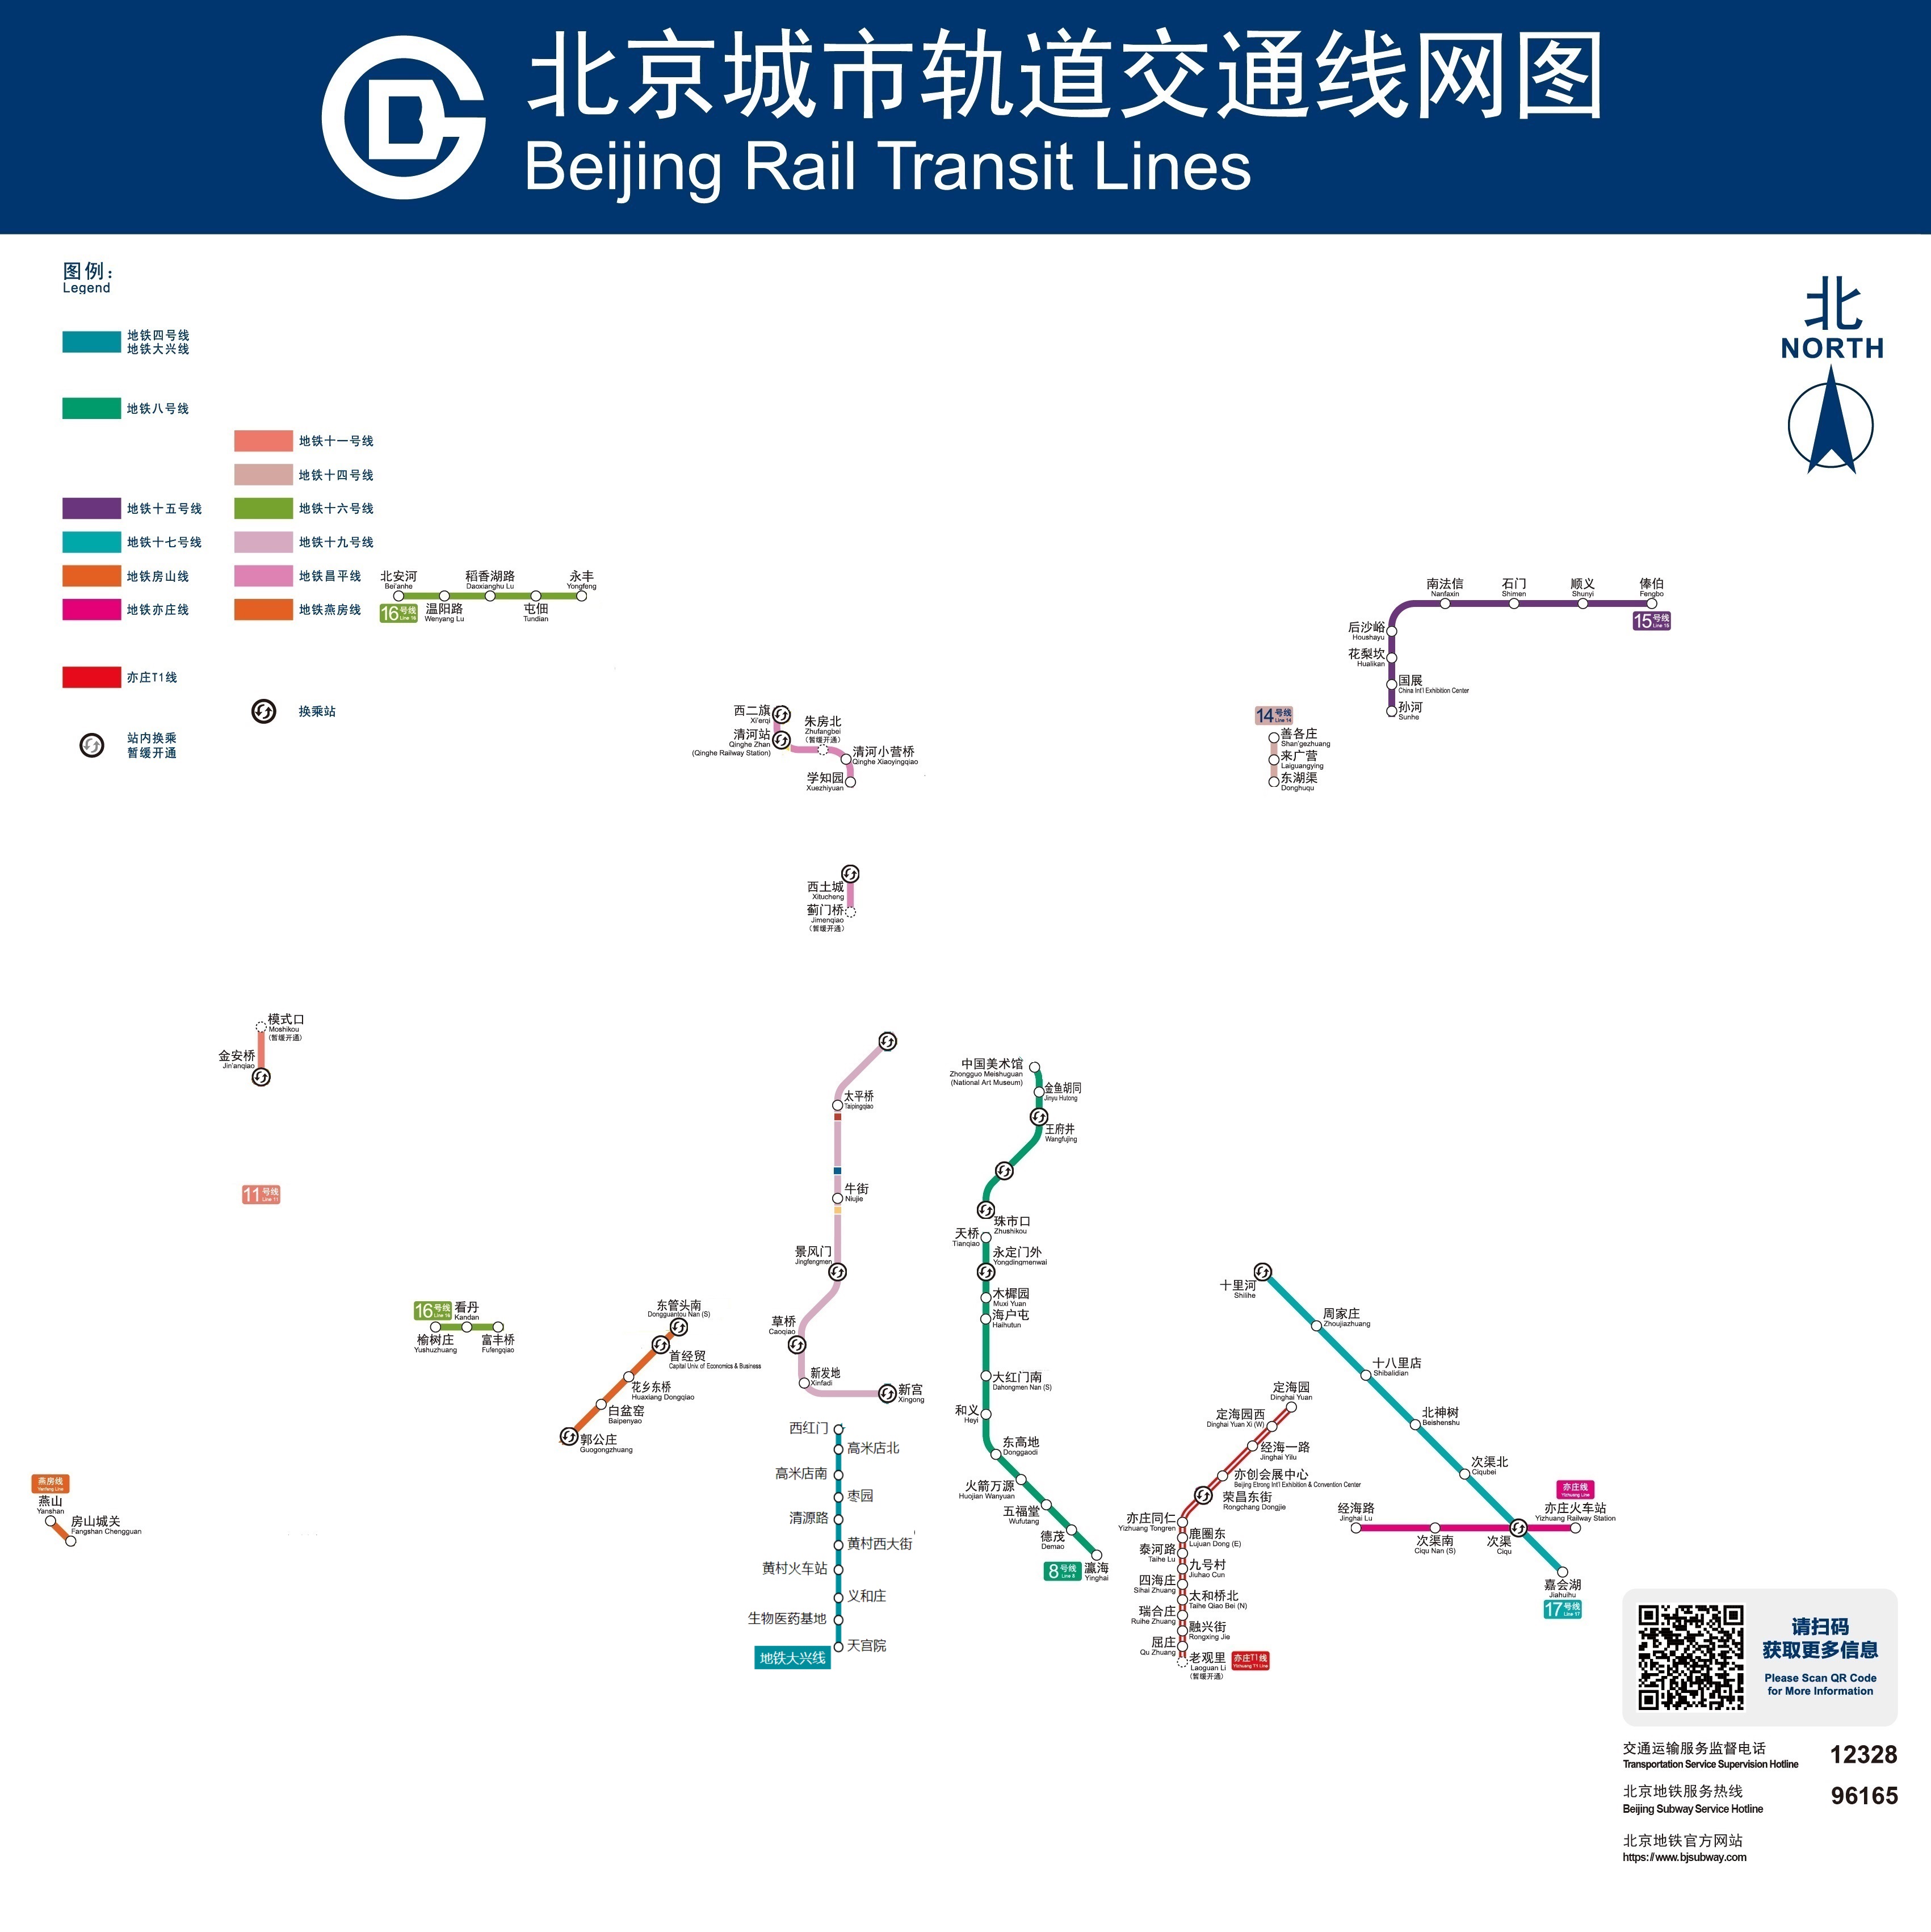 北京城市轨道交通线网图
Beijing Rail Transit Lines
图例：
Legend
地铁四号线
地铁大兴线
地铁八号线
地铁十一号线
地铁十四号线
地铁十五号线
地铁十六号线
地铁十七号线
地铁十九号线
地铁房山线
地铁昌平线
地铁亦庄线
地铁燕房线
亦庄T1线
换乘站
站内换乘
暂缓开通
北
NORTH
北安河
Bei'anhe
稻香湖路
Daoxianghu Lu
永丰
Yongfeng
16号线
Line 16
温阳路
Wenyang Lu
屯佃
Tundian
南法信
Nanfaxin
石门
Shimen
顺义
Shunyi
俸伯
Fengbo
15号线
Line 15
后沙峪
Houshayu
花梨坎
Hualikan
国展
China Int'l Exhibition Center
孙河
Sunhe
西二旗
Xi'erqi
清河站
Qinghe Zhan
(Qinghe Railway Station)
朱房北
Zhufangbei
(暂缓开通)
清河小营桥
Qinghe Xiaoyingqiao
学知园
Xuezhiyuan
14号线
Line 14
善各庄
Shan'gezhuang
来广营
Laiguangying
东湖渠
Donghuqu
西土城
Xitucheng
蓟门桥
Jimenqiao
(暂缓开通)
模式口
Moshikou
(暂缓开通)
金安桥
Jin'anqiao
11号线
Line 11
太平桥
Taipingqiao
牛街
Niujie
景风门
Jingfengmen
草桥
Caoqiao
新发地
Xinfadi
新宫
Xingong
中国美术馆
Zhongguo Meishuguan
(National Art Museum)
金鱼胡同
Jinyu Hutong
王府井
Wangfujing
珠市口
Zhushikou
天桥
Tianqiao
永定门外
Yongdingmenwai
木樨园
Muxi Yuan
海户屯
Haihutun
大红门南
Dahongmen Nan (S)
和义
Heyi
东高地
Donggaodi
火箭万源
Huojian Wanyuan
五福堂
Wufutang
德茂
Demao
8号线
Line 8
瀛海
Yinghai
16号线
Line 16
看丹
Kandan
榆树庄
Yushuzhuang
富丰桥
Fufengqiao
东管头南
Dongguantou Nan (S)
首经贸
Capital Univ. of Economics & Business
花乡东桥
Huaxiang Dongqiao
白盆窑
Baipenyao
郭公庄
Guogongzhuang
西红门
高米店北
高米店南
枣园
清源路
黄村西大街
黄村火车站
义和庄
生物医药基地
天宫院
地铁大兴线
燕房线
Yanfang Line
燕山
Yanshan
房山城关
Fangshan Chengguan
定海园
Dinghai Yuan
定海园西
Dinghai Yuan Xi (W)
经海一路
Jinghai Yilu
亦创会展中心
Beijing Etrong Int'l Exhibition & Convention Center
荣昌东街
Rongchang Dongjie
亦庄同仁
Yizhuang Tongren
鹿圈东
Lujuan Dong (E)
泰河路
Taihe Lu
九号村
Jiuhao Cun
四海庄
Sihai Zhuang
太和桥北
Taihe Qiao Bei (N)
瑞合庄
Ruihe Zhuang
融兴街
Rongxing Jie
屈庄
Qu Zhuang
老观里
Laoguan Li
(暂缓开通)
亦庄T1线
Yizhuang T1 Line
十里河
Shilihe
周家庄
Zhoujiazhuang
十八里店
Shibalidian
北神树
Beishenshu
次渠北
Ciqubei
亦庄线
Yizhuang Line
经海路
Jinghai Lu
次渠南
Ciqu Nan (S)
次渠
Ciqu
亦庄火车站
Yizhuang Railway Station
嘉会湖
Jiahuihu
17号线
Line 17
请扫码
获取更多信息
Please Scan QR Code
for More Information
交通运输服务监督电话
Transportation Service Supervision Hotline
12328
北京地铁服务热线
Beijing Subway Service Hotline
96165
北京地铁官方网站
https://www.bjsubway.com